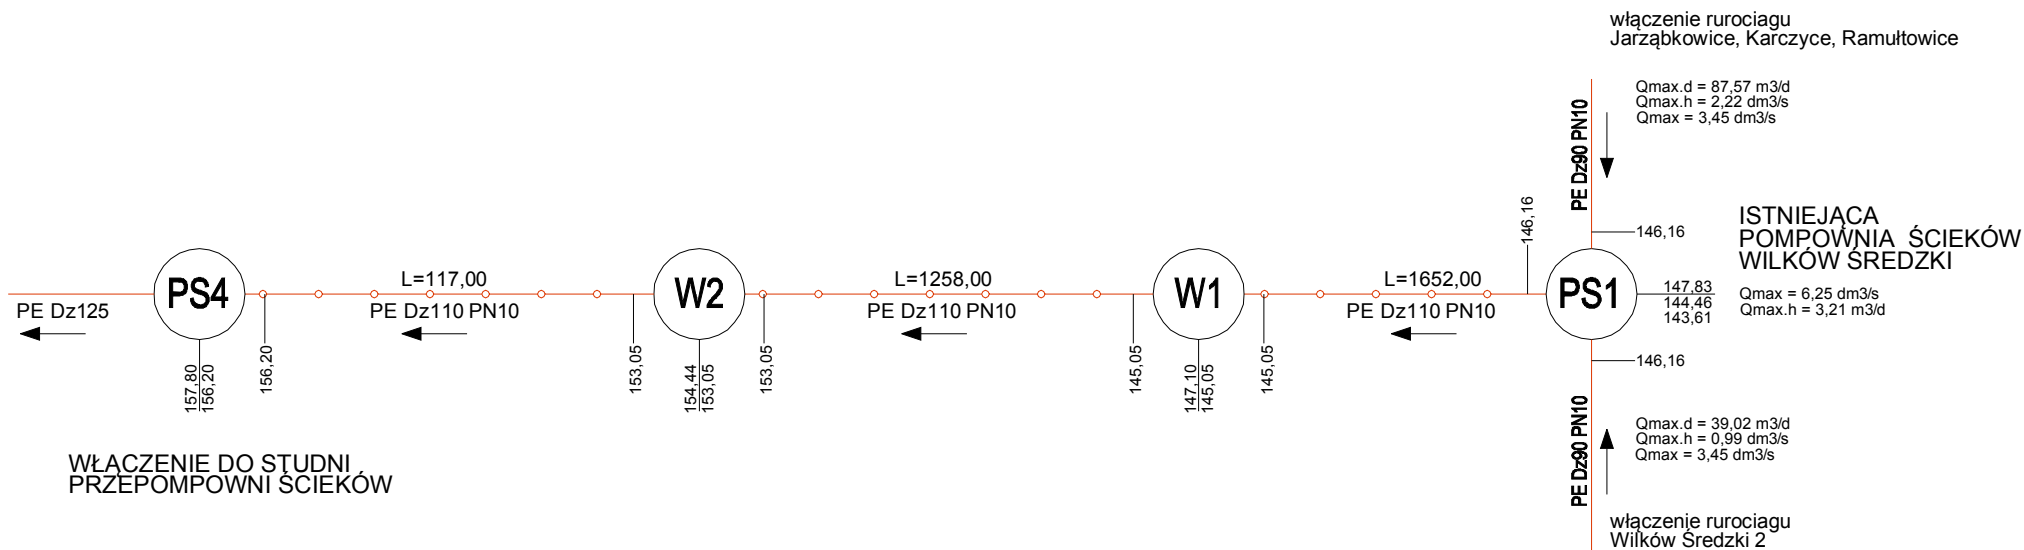 włączenie rurociagu
Jarząbkowice, Karczyce, Ramułtowice
Qmax.d = 87,57 m3/d
Qmax.h = 2,22 dm3/s
Qmax = 3,45 dm3/s
PE Dz90 PN10
146,16
146,16
ISTNIEJĄCA
POMPOWNIA ŚCIEKÓW
WILKÓW ŚREDZKI
Qmax = 6,25 dm3/s
Qmax.h = 3,21 m3/d
PS4
L=117,00
W2
L=1258,00
W1
L=1652,00
PS1
147,83
144,46
143,61
PE Dz125
PE Dz110 PN10
PE Dz110 PN10
PE Dz110 PN10
157,80
156,20
156,20
153,05
154,44
153,05
153,05
145,05
147,10
145,05
145,05
146,16
PE Dz90 PN10
Qmax.d = 39,02 m3/d
Qmax.h = 0,99 dm3/s
Qmax = 3,45 dm3/s
WŁĄCZENIE DO STUDNI
PRZEPOMPOWNI ŚCIEKÓW
włączenie rurociagu
Wilków Średzki 2